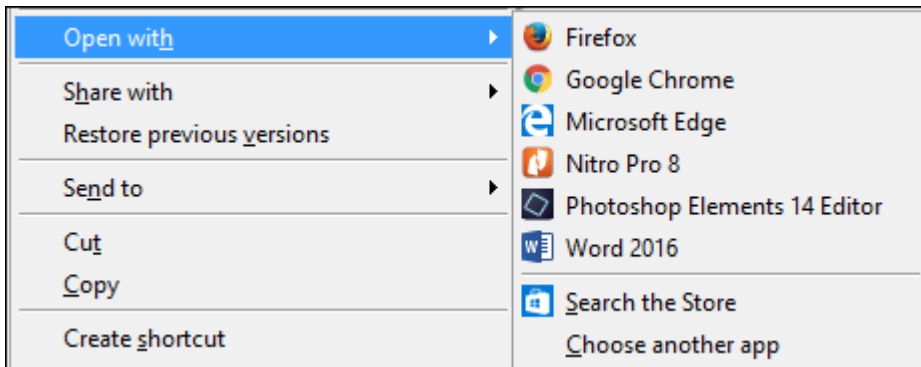 Open with
Share with
Restore previous versions
Send to
Cut
Copy
Create shortcut
Firefox
Google Chrome
Microsoft Edge
Nitro Pro 8
Photoshop Elements 14 Editor
Word 2016
Search the Store
Choose another app